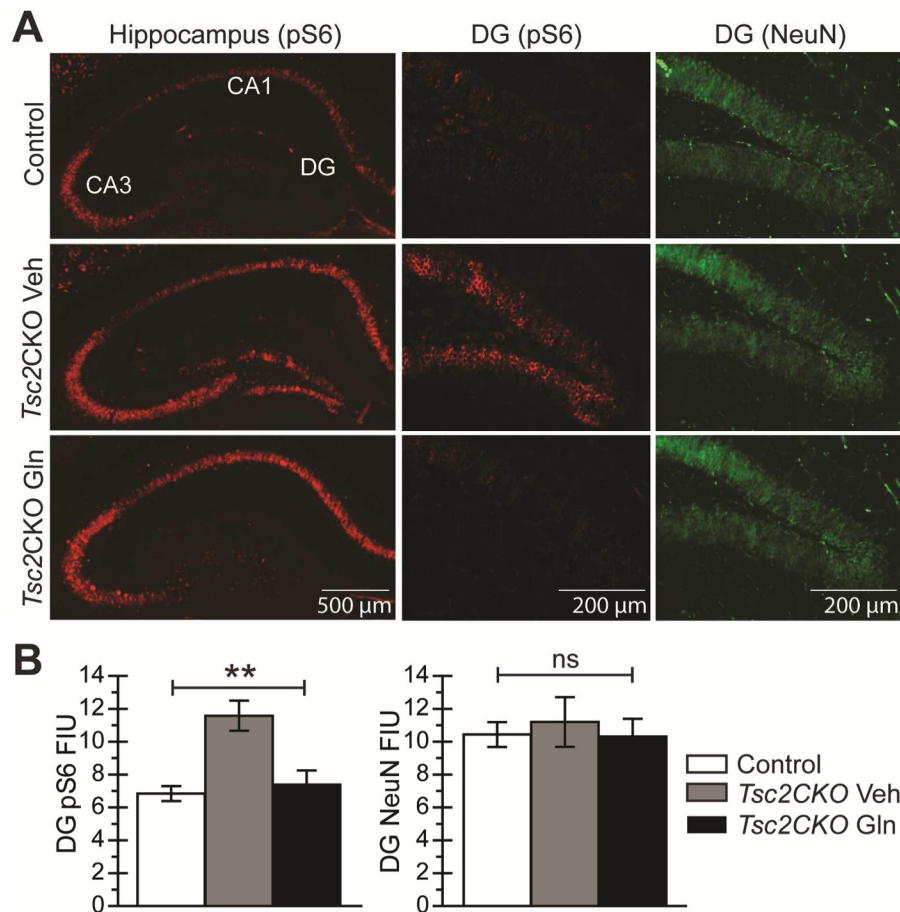 A
Hippocampus (pS6)
DG (pS6)
DG (NeuN)
Control
CA1
CA3
DG
Tsc2CKO Veh
Tsc2CKO Gln
500 µm
200 µm
200 µm
B
DG pS6 FIU
14
12
10
8
6
4
2
0
**
DG NeuN FIU
14
12
10
8
6
4
2
0
ns
Control
Tsc2CKO Veh
Tsc2CKO Gln